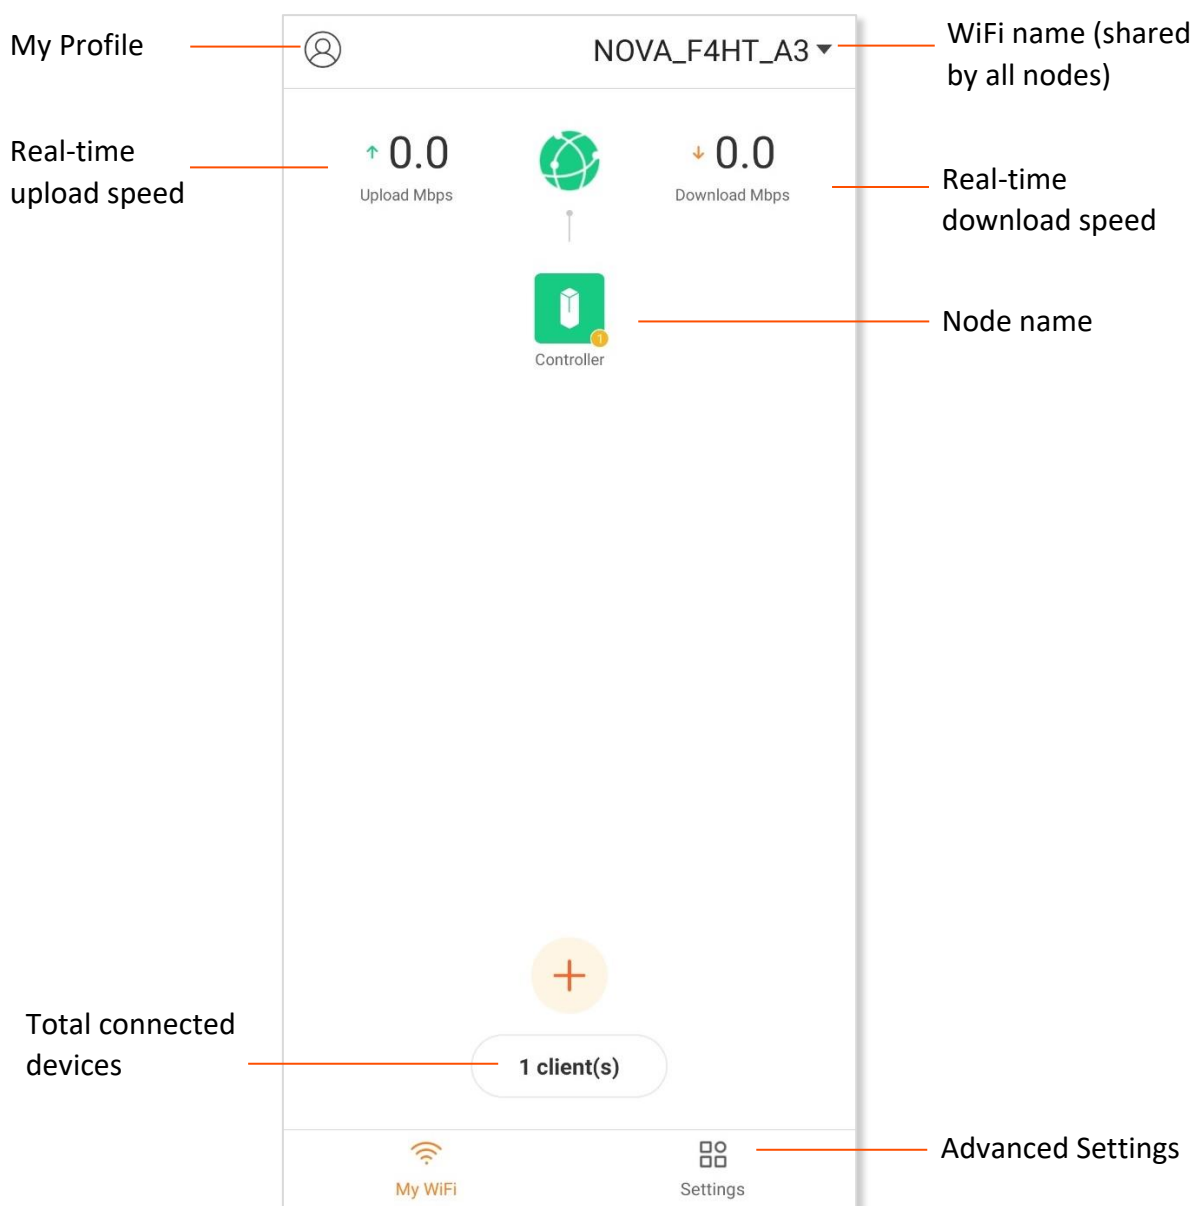 My Profile
NOVA_F4HT_A3
WiFi name (shared
by all nodes)
Real-time
upload speed
0.0
Upload Mbps
0.0
Download Mbps
Real-time
download speed
1
Controller
Node name
Total connected
devices
1 client(s)
My WiFi
Settings
Advanced Settings